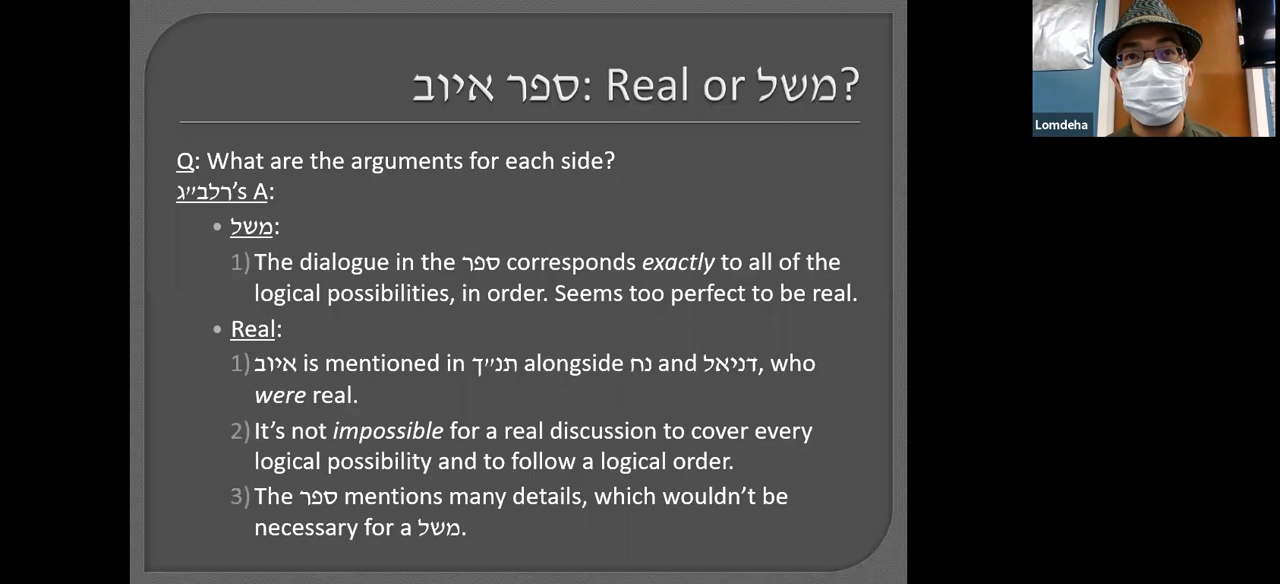 ספר איוב: Real or משל?
Q: What are the arguments for each side?
רלב״ג's A:
• משל:
1) The dialogue in the ספר corresponds exactly to all of the
logical possibilities, in order. Seems too perfect to be real.
• Real:
1) איוב is mentioned in תנ״ך alongside נח and דניאל, who
were real.
2) It's not impossible for a real discussion to cover every
logical possibility and to follow a logical order.
3) The ספר mentions many details, which wouldn't be
necessary for a משל.
Lomdeha